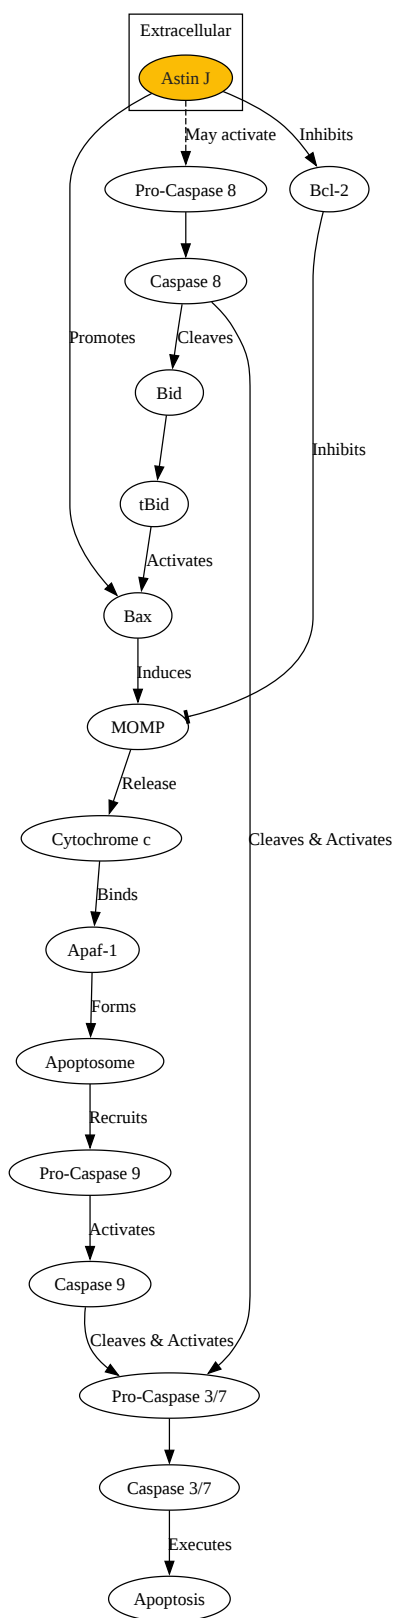 Extracellular
Astin J
May activate
Inhibits
Pro-Caspase 8
Bcl-2
Caspase 8
Promotes
Cleaves
Bid
Inhibits
tBid
Activates
Bax
Induces
MOMP
Release
Cytochrome c
Cleaves & Activates
Binds
Apaf-1
Forms
Apoptosome
Recruits
Pro-Caspase 9
Activates
Caspase 9
Cleaves & Activates
Pro-Caspase 3/7
Caspase 3/7
Executes
Apoptosis